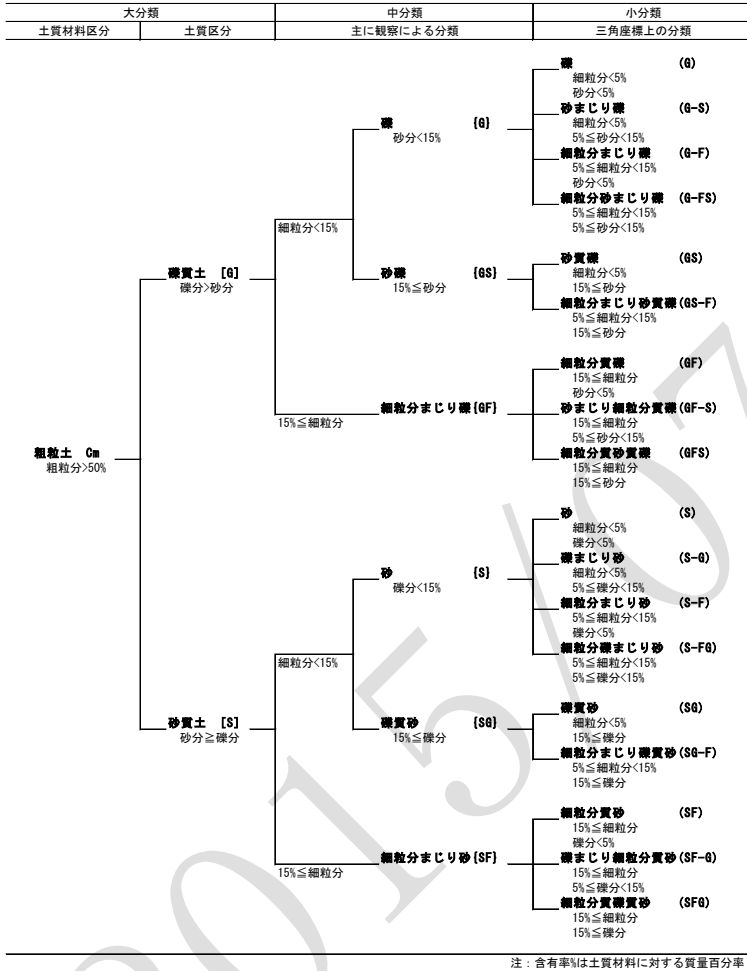 大分類 中分類 小分類
土質材料区分 土質区分 主に観察による分類 三角座標上の分類
礫 (G)
細粒分<5%
砂分<5%
礫 {G}
砂分<15%
砂まじり礫 (G-S)
細粒分<5%
5%≦砂分<15%
細粒分まじり礫 (G-F)
5%≦細粒分<15%
砂分<5%
細粒分砂まじり礫 (G-FS)
5%≦細粒分<15%
5%≦砂分<15%
細粒分<15%
礫質土 [G]
礫分>砂分
砂礫 {GS}
15%≦砂分
砂質礫 (GS)
細粒分<5%
15%≦砂分
細粒分まじり砂質礫(GS-F)
5%≦細粒分<15%
15%≦砂分
細粒分質礫 (GF)
15%≦細粒分
砂分<5%
15%≦細粒分
細粒分まじり礫{GF}
砂まじり細粒分質礫(GF-S)
15%≦細粒分
5%≦砂分<15%
細粒分質砂質礫 (GFS)
15%≦細粒分
15%≦砂分
粗粒土 Cm
粗粒分>50%
砂 (S)
細粒分<5%
礫分<5%
砂 {S}
礫分<15%
礫まじり砂 (S-G)
細粒分<5%
5%≦礫分<15%
細粒分まじり砂 (S-F)
5%≦細粒分<15%
礫分<5%
細粒分礫まじり砂 (S-FG)
5%≦細粒分<15%
5%≦礫分<15%
細粒分<15%
砂質土 [S]
砂分≧礫分
礫質砂 {SG}
15%≦礫分
礫質砂 (SG)
細粒分<5%
15%≦礫分
細粒分まじり礫質砂(SG-F)
5%≦細粒分<15%
15%≦礫分
細粒分質砂 (SF)
15%≦細粒分
礫分<5%
15%≦細粒分
細粒分まじり砂{SF}
礫まじり細粒分質砂(SF-G)
15%≦細粒分
5%≦礫分<15%
細粒分質礫質砂 (SFG)
15%≦細粒分
15%≦礫分
注：含有率%は土質材料に対する質量百分率
2015/07